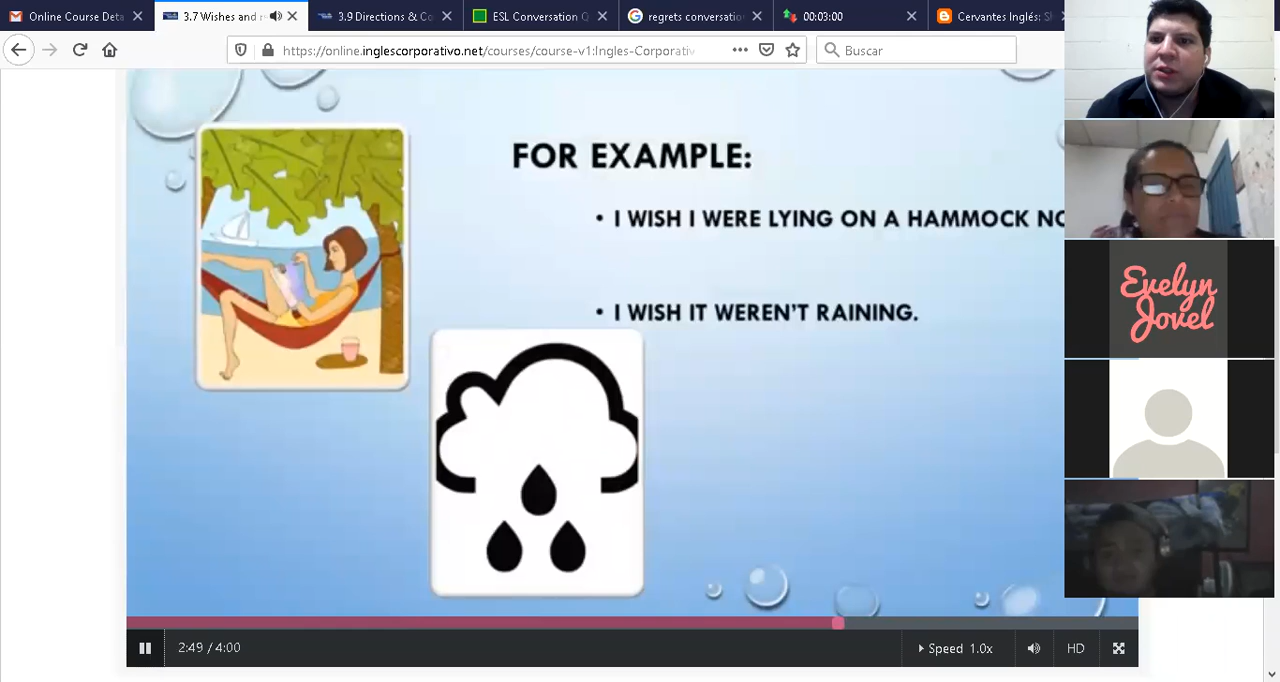 Online Course Deta
3.7 Wishes and r
3.9 Directions & Co
ESL Conversation Q
regrets conversatio
00:03:00
Cervantes Inglés: S
https://online.inglescorporativo.net/courses/course-v1:Ingles-Corporativ
Buscar
FOR EXAMPLE:
• I WISH I WERE LYING ON A HAMMOCK NO
• I WISH IT WEREN'T RAINING.
Evelyn
Jovel
2:49 / 4:00
Speed 1.0x
HD